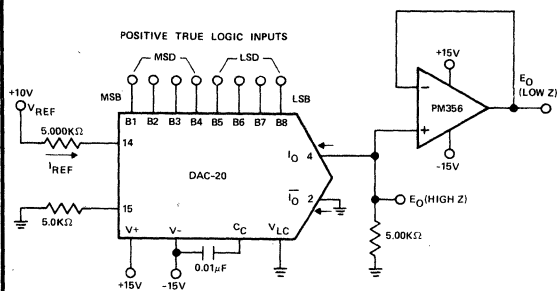 POSITIVE TRUE LOGIC INPUTS
MSD LSD
MSB LSB
B1 B2 B3 B4 B5 B6 B7 B8
+10V
VREF
5.000KΩ
14
IREF
DAC-20
IO 4
IO 2
15
5.0KΩ
V+ V- CC VLC
0.01µF
+15V -15V
+15V
-
PM356
+
-15V
EO
(LOW Z)
EO (HIGH Z)
5.00KΩ